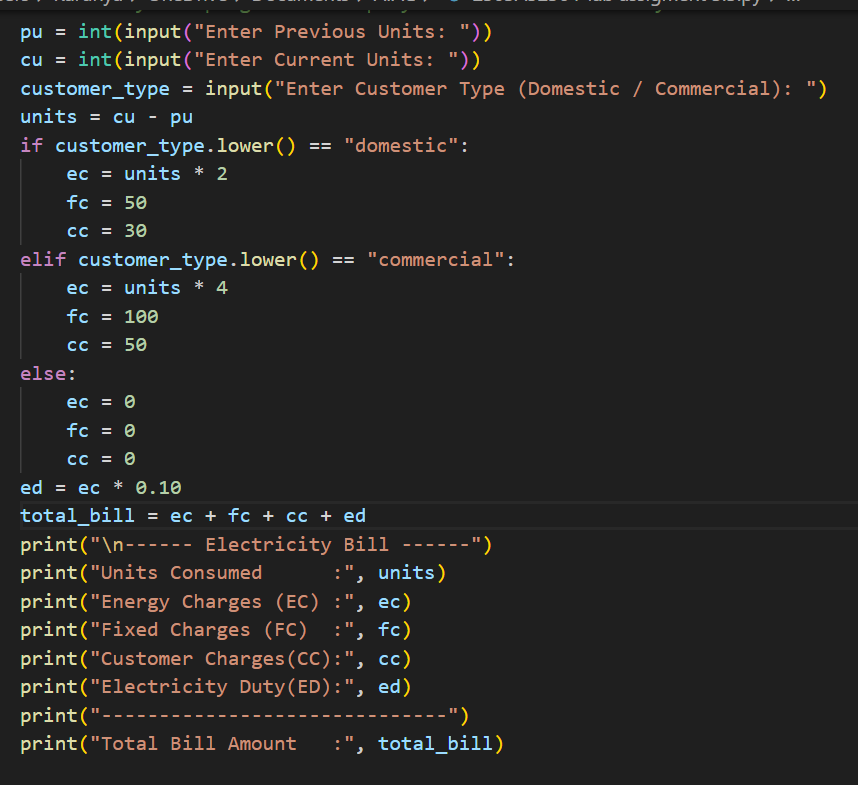 pu = int(input("Enter Previous Units: "))
cu = int(input("Enter Current Units: "))
customer_type = input("Enter Customer Type (Domestic / Commercial): ")
units = cu - pu
if customer_type.lower() == "domestic":
    ec = units * 2
    fc = 50
    cc = 30
elif customer_type.lower() == "commercial":
    ec = units * 4
    fc = 100
    cc = 50
else:
    ec = 0
    fc = 0
    cc = 0
ed = ec * 0.10
total_bill = ec + fc + cc + ed
print("\n------ Electricity Bill ------")
print("Units Consumed      :", units)
print("Energy Charges (EC) :", ec)
print("Fixed Charges (FC)  :", fc)
print("Customer Charges(CC):", cc)
print("Electricity Duty(ED):", ed)
print("------------------------------")
print("Total Bill Amount   :", total_bill)